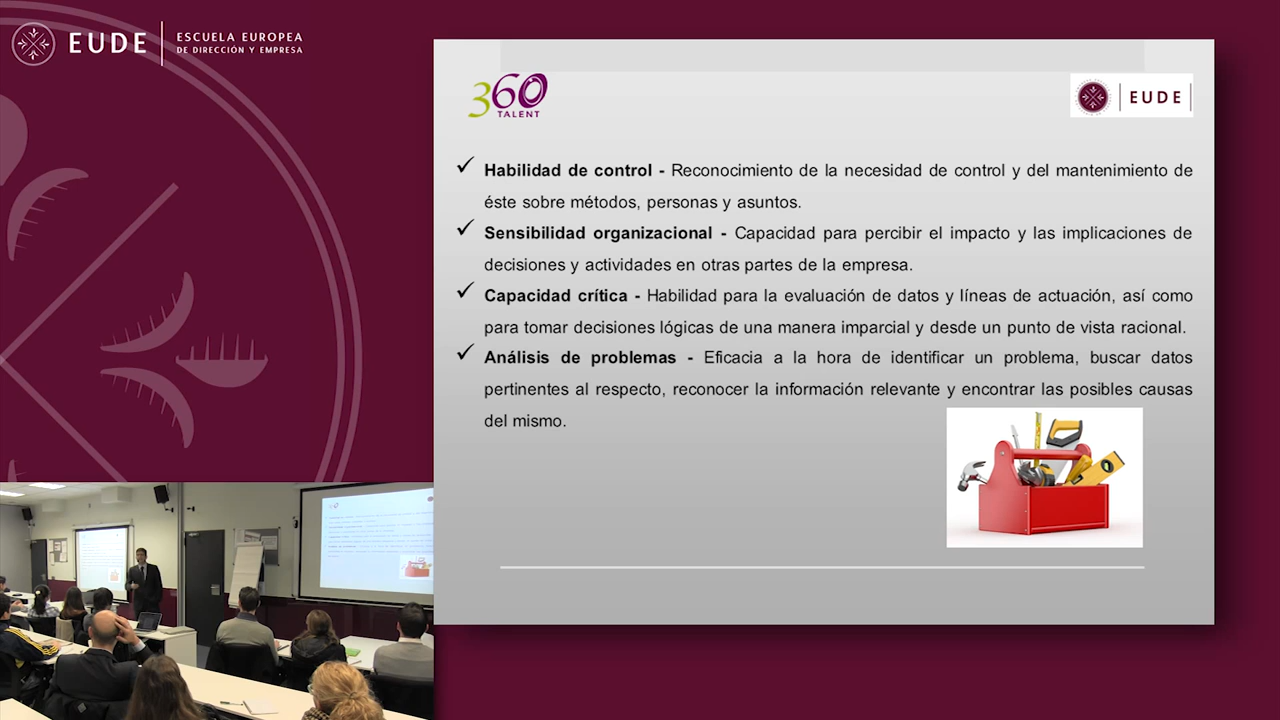 EUDE
ESCUELA EUROPEA
DE DIRECCIÓN Y EMPRESA
360
TALENT
EUDE
Habilidad de control - Reconocimiento de la necesidad de control y del mantenimiento de
éste sobre métodos, personas y asuntos.
Sensibilidad organizacional - Capacidad para percibir el impacto y las implicaciones de
decisiones y actividades en otras partes de la empresa.
Capacidad crítica - Habilidad para la evaluación de datos y líneas de actuación, así como
para tomar decisiones lógicas de una manera imparcial y desde un punto de vista racional.
Análisis de problemas - Eficacia a la hora de identificar un problema, buscar datos
pertinentes al respecto, reconocer la información relevante y encontrar las posibles causas
del mismo.